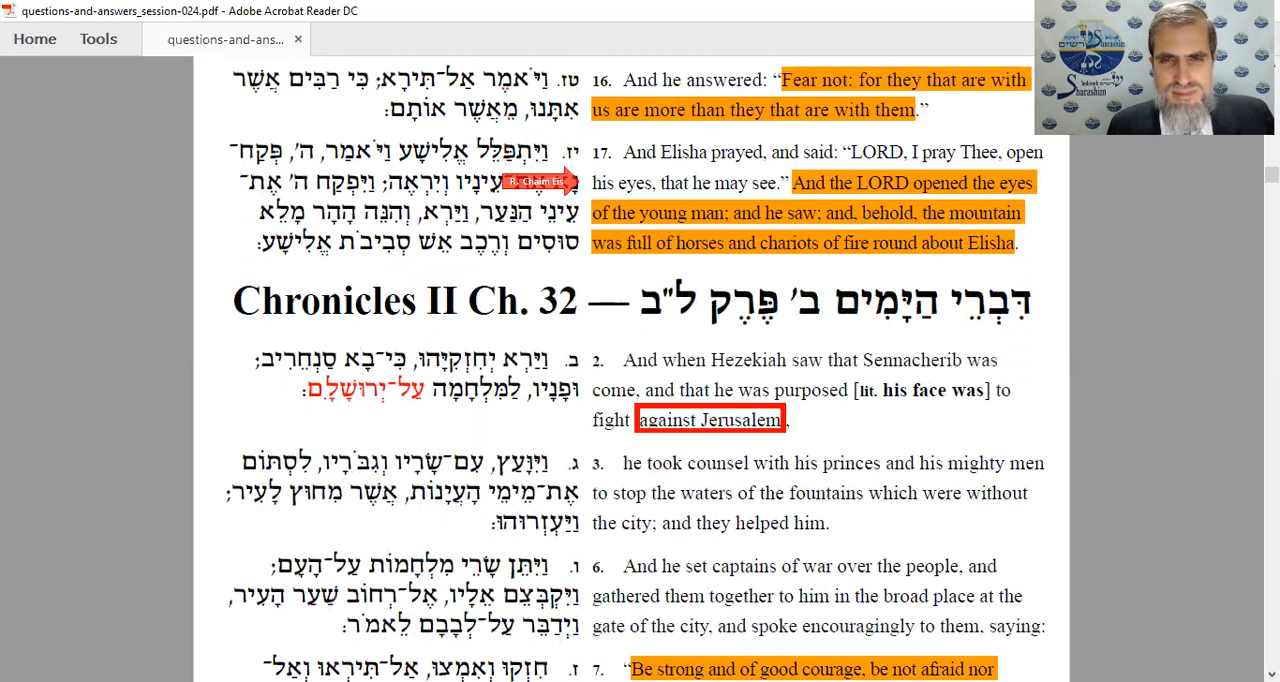 questions-and-answers_session-024.pdf - Adobe Acrobat Reader DC
Home Tools questions-and-ans... ×
טז. וַיֹּאמֶר אַל־תִּירָא; כִּי רַבִּים אֲשֶׁר
אִתָּנוּ, מֵאֲשֶׁר אוֹתָם:
16. And he answered: “Fear not: for they that are with
us are more than they that are with them.”
יז. וַיִּתְפַּלֵּל אֱלִישָׁע וַיֹּאמַר, ה', פְּקַח־
נָא אֶת־עֵינָיו וְיִרְאֶה; וַיִּפְקַח ה' אֶת־
עֵינֵי הַנַּעַר, וַיַּרְא, וְהִנֵּה הָהָר מָלֵא
סוּסִים וְרֶכֶב אֵשׁ סְבִיבֹת אֱלִישָׁע:
R. Chaim Eis
17. And Elisha prayed, and said: “LORD, I pray Thee, open
his eyes, that he may see.” And the LORD opened the eyes
of the young man; and he saw; and, behold, the mountain
was full of horses and chariots of fire round about Elisha.
Chronicles II Ch. 32 — דִּבְרֵי הַיָּמִים ב' פֶּרֶק ל"ב
ב. וַיַּרְא יְחִזְקִיָּהוּ, כִּי־בָא סַנְחֵרִיב;
וּפָנָיו, לַמִּלְחָמָה עַל־יְרוּשָׁלִָם:
2. And when Hezekiah saw that Sennacherib was
come, and that he was purposed [lit. his face was] to
fight against Jerusalem,
ג. וַיִּוָּעַץ, עִם־שָׂרָיו וְגִבֹּרָיו, לִסְתּוֹם
אֶת־מֵימֵי הָעֲיָנוֹת, אֲשֶׁר מִחוּץ לָעִיר;
וַיַּעְזְרוּהוּ:
3. he took counsel with his princes and his mighty men
to stop the waters of the fountains which were without
the city; and they helped him.
ו. וַיִּתֵּן שָׂרֵי מִלְחָמוֹת עַל־הָעָם;
וַיִּקְבְּצֵם אֵלָיו, אֶל־רְחוֹב שַׁעַר הָעִיר,
וַיְדַבֵּר עַל־לְבָבָם לֵאמֹר:
6. And he set captains of war over the people, and
gathered them together to him in the broad place at the
gate of the city, and spoke encouragingly to them, saying:
ז. חִזְקוּ וְאִמְצוּ, אַל־תִּירְאוּ וְאַל־
7. “Be strong and of good courage, be not afraid nor
Sharashim